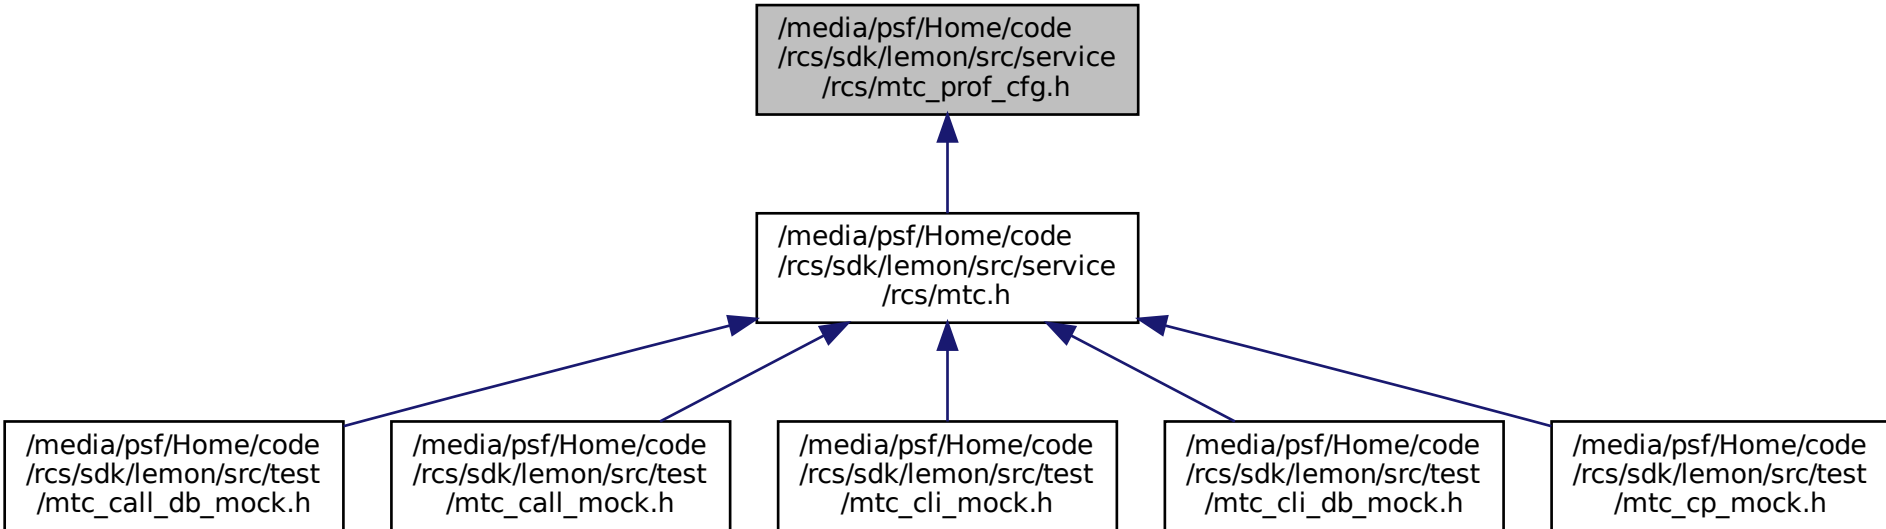 /media/psf/Home/code
/rcs/sdk/lemon/src/service
/rcs/mtc_prof_cfg.h
/media/psf/Home/code
/rcs/sdk/lemon/src/service
/rcs/mtc.h
/media/psf/Home/code
/rcs/sdk/lemon/src/test
/mtc_call_db_mock.h
/media/psf/Home/code
/rcs/sdk/lemon/src/test
/mtc_call_mock.h
/media/psf/Home/code
/rcs/sdk/lemon/src/test
/mtc_cli_mock.h
/media/psf/Home/code
/rcs/sdk/lemon/src/test
/mtc_cli_db_mock.h
/media/psf/Home/code
/rcs/sdk/lemon/src/test
/mtc_cp_mock.h